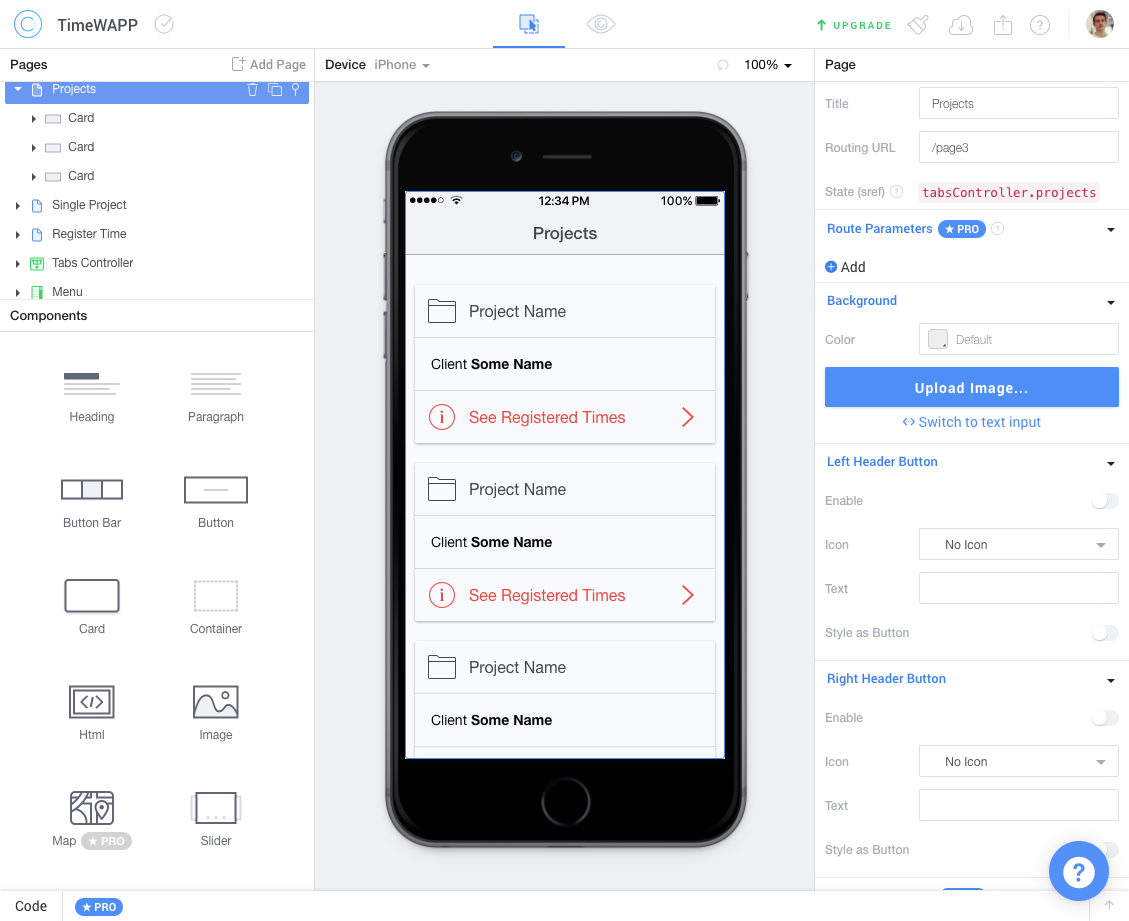 TimeWAPP
UPGRADE
Pages
Add Page
Projects
Card
Card
Card
Single Project
Register Time
Tabs Controller
Menu
Components
Heading
Paragraph
Button Bar
Button
Card
Container
Html
Image
Map ★ PRO
Slider
Device iPhone
100%
12:34 PM
100%
Projects
Project Name
Client Some Name
See Registered Times
Project Name
Client Some Name
See Registered Times
Project Name
Client Some Name
Page
Title
Projects
Routing URL
/page3
State (sref) ?
tabsController.projects
Route Parameters ★ PRO ?
Add
Background
Color
Default
Upload Image...
Switch to text input
Left Header Button
Enable
Icon
No Icon
Text
Style as Button
Right Header Button
Enable
Icon
No Icon
Text
Style as Button
Code
★ PRO